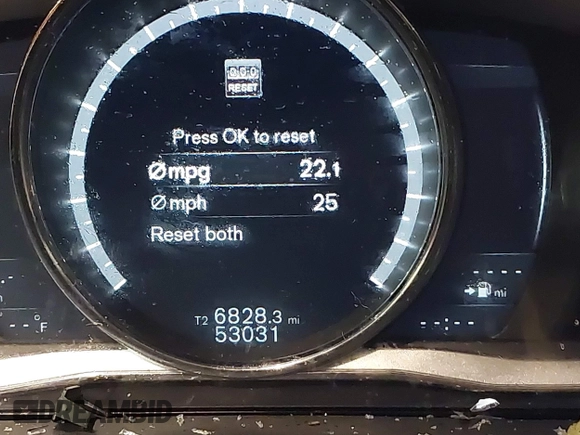 000
RESET
Press OK to reset
Ømpg 22.1
Ømph 25
Reset both
---- mi
T2 6828.3 mi
---°F
53031
--:--
DREAMBID